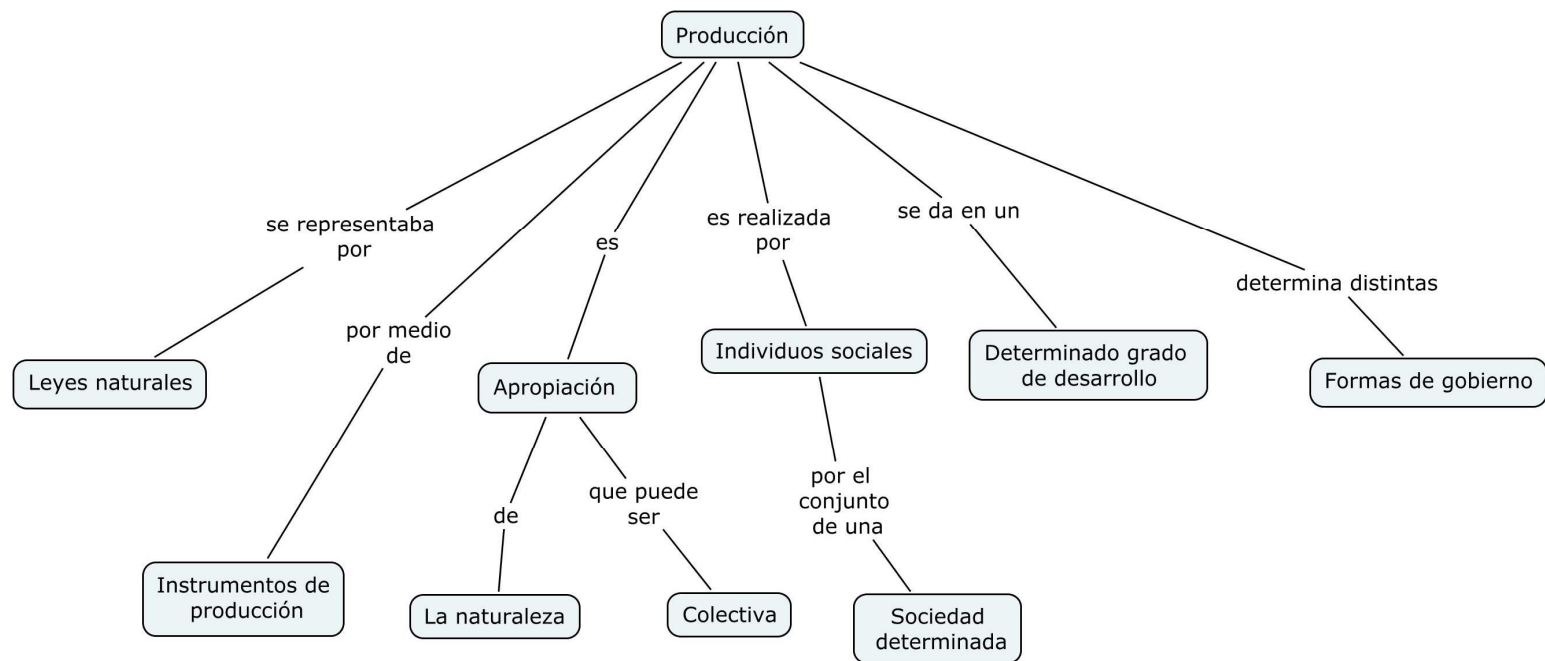 Producción
se representaba
por
es
es realizada
por
se da en un
determina distintas
por medio
de
Leyes naturales
Apropiación
Individuos sociales
Determinado grado
de desarrollo
Formas de gobierno
de
que puede
ser
por el
conjunto
de una
Instrumentos de
producción
La naturaleza
Colectiva
Sociedad
determinada